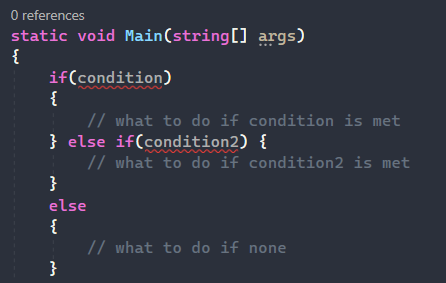 0 references
static void Main(string[] args)
{
if(condition)
{
// what to do if condition is met
} else if(condition2) {
// what to do if condition2 is met
}
else
{
// what to do if none
}